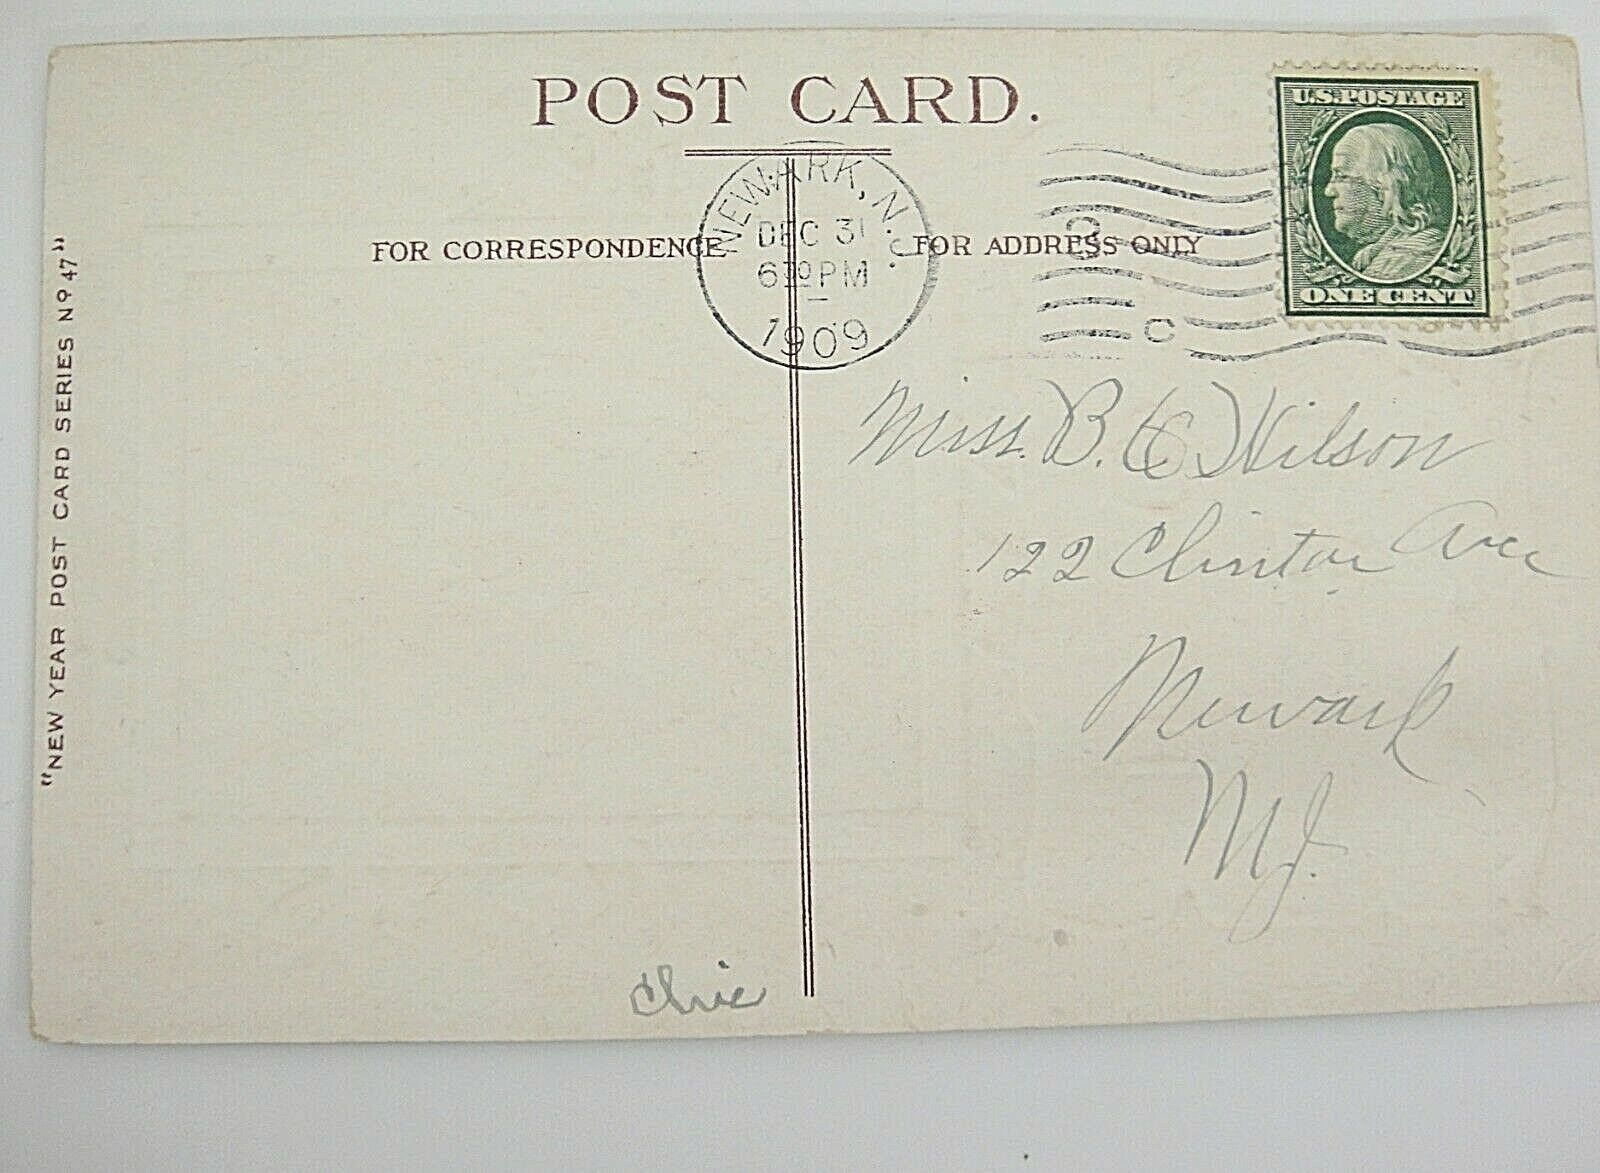 POST CARD.
"NEW YEAR POST CARD SERIES Nº 47"
FOR CORRESPONDENCE
FOR ADDRESS ONLY
NEWARK, N.J.
DEC 31
6 30 PM
1909
3
C
U.S. POSTAGE
ONE CENT
Miss. B. C. Wilson
122 Clinton Ave
Newark
N.J.